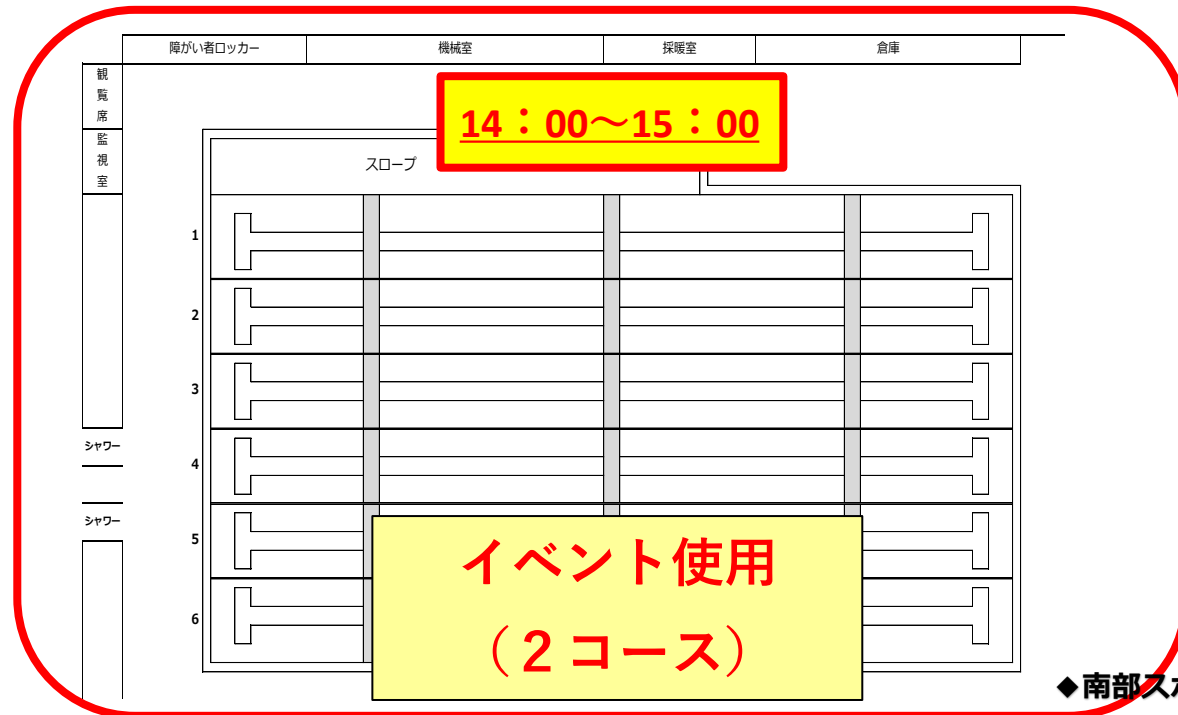 障がい者ロッカー 機械室 採暖室 倉庫
観覧席
監視室
14：00～15：00
スロープ
1
2
3
シャワー
4
シャワー
5
6
イベント使用
（２コース）
◆南部スポ